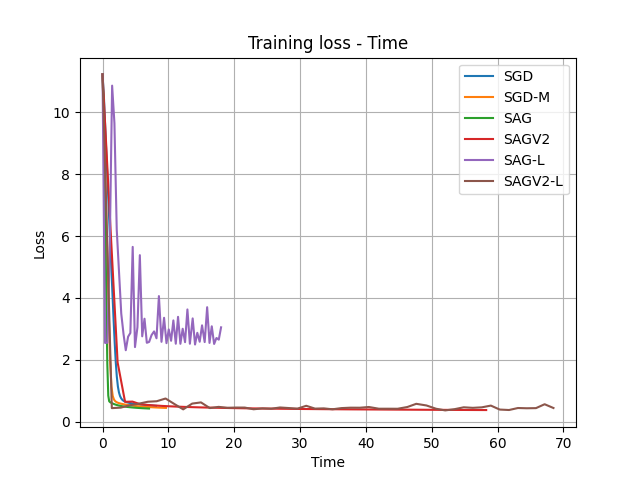 Training loss - Time
SGD
SGD-M
SAG
SAGV2
SAG-L
SAGV2-L
10
8
6
4
2
0
Loss
0 10 20 30 40 50 60 70
Time